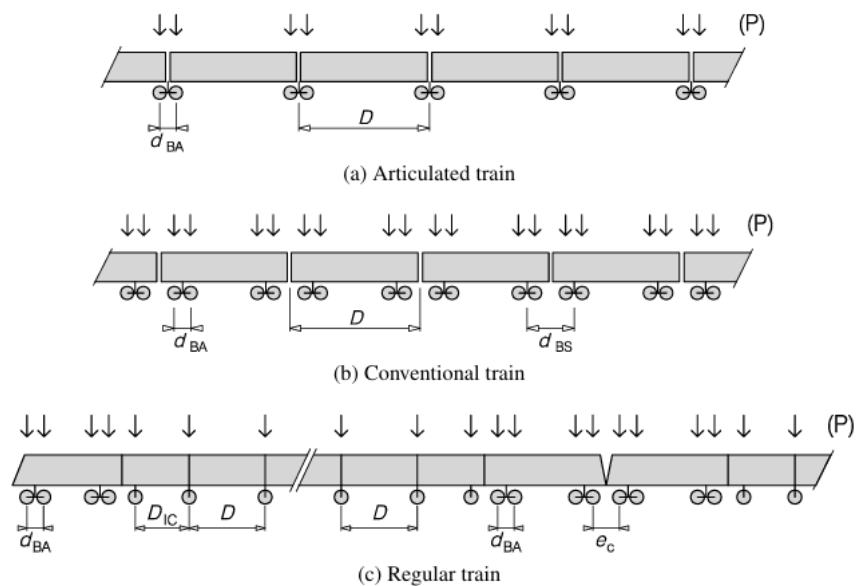 (P)
D
d BA
(a) Articulated train
(P)
D
d BA
d BS
(b) Conventional train
(P)
D IC
D
D
d BA
d BA
e c
(c) Regular train